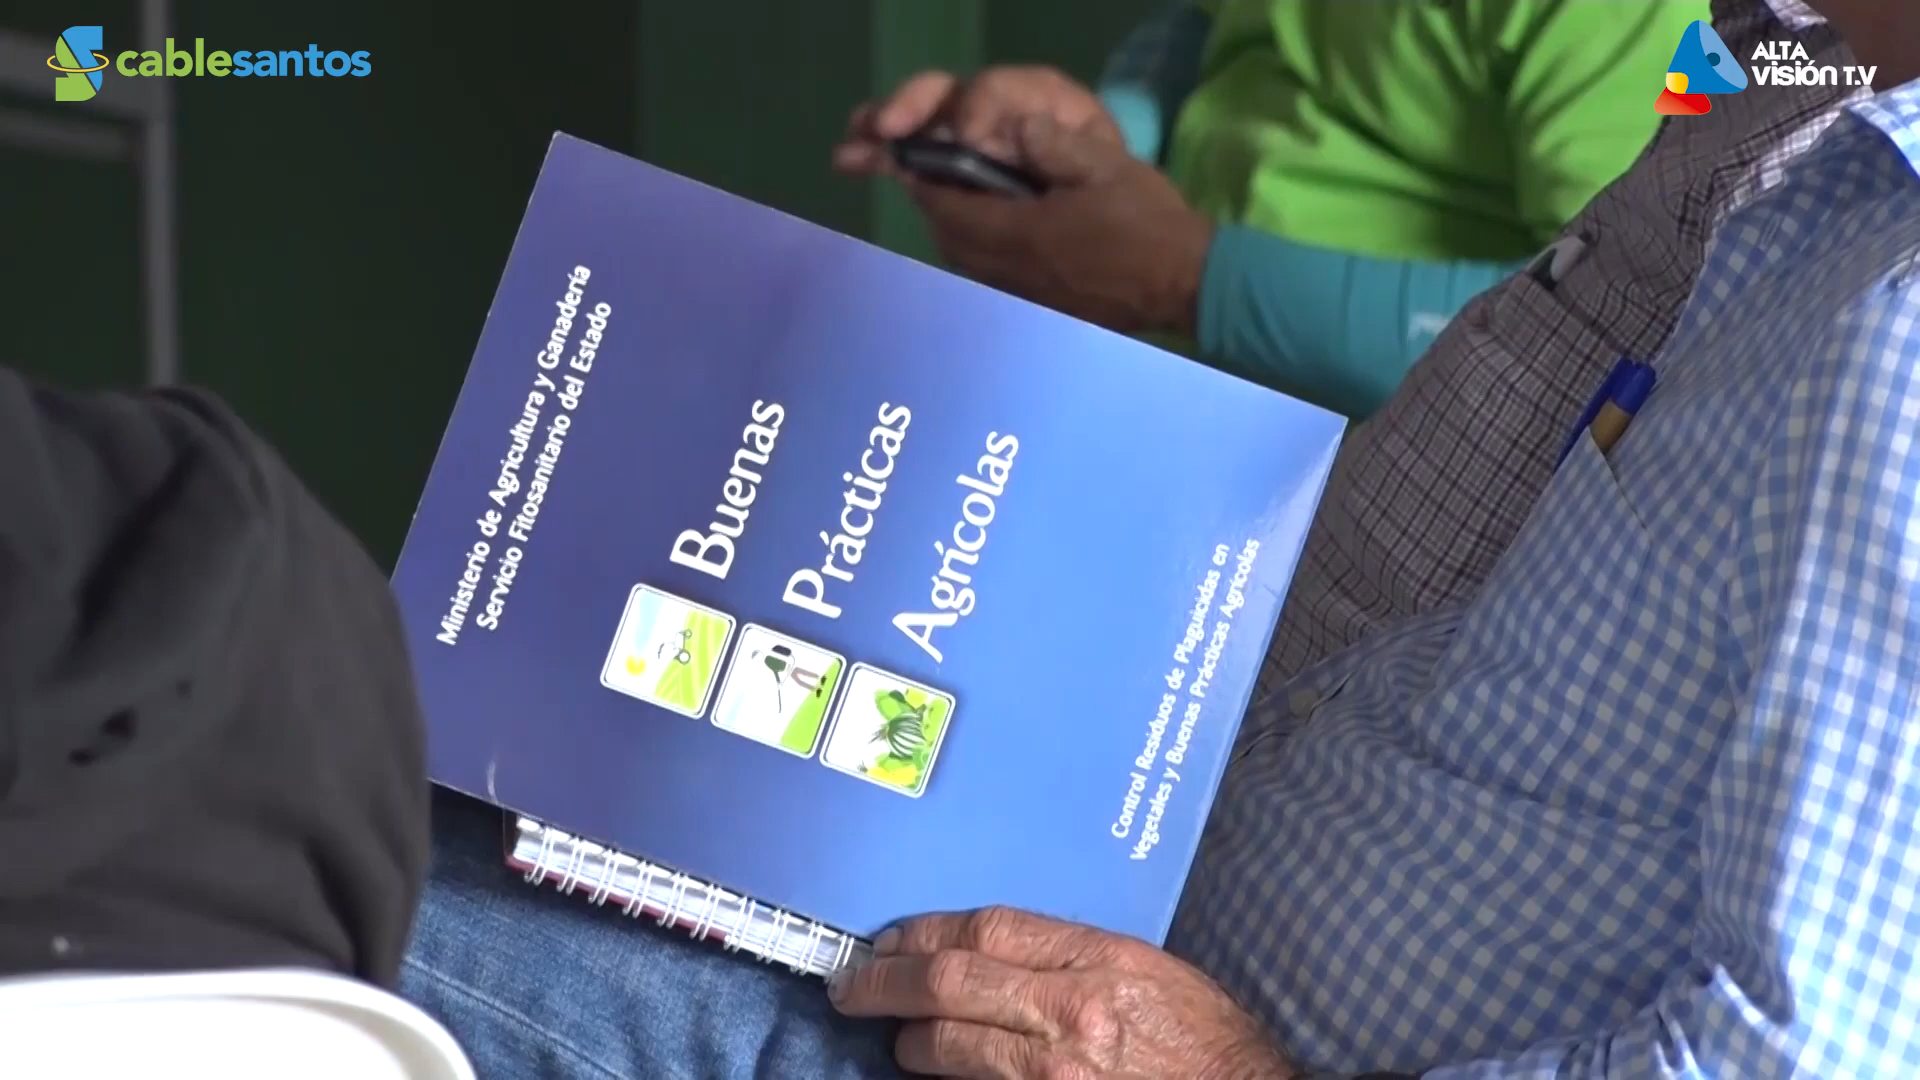 cablesantos
ALTA
VISIÓN T.V
Ministerio de Agricultura y Ganadería
Servicio Fitosanitario del Estado
Buenas
Prácticas
Agrícolas
Control Residuos de Plaguicidas en
Vegetales y Buenas Prácticas Agrícolas